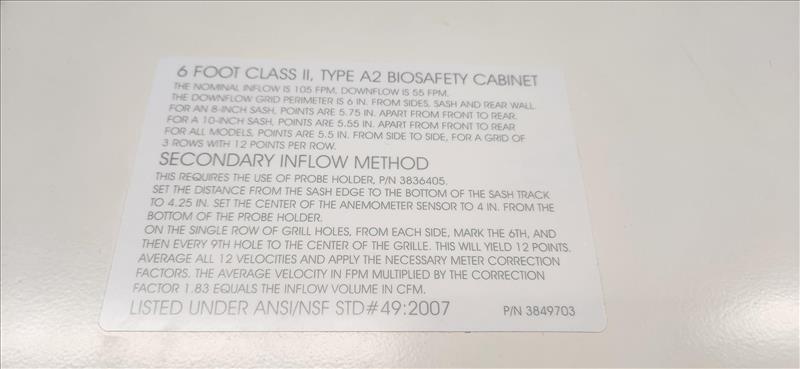 6 FOOT CLASS II, TYPE A2 BIOSAFETY CABINET
THE NOMINAL INFLOW IS 105 FPM, DOWNFLOW IS 55 FPM.
THE DOWNFLOW GRID PERIMETER IS 6 IN. FROM SIDES, SASH AND REAR WALL.
FOR AN 8-INCH SASH, POINTS ARE 5.75 IN. APART FROM FRONT TO REAR.
FOR A 10-INCH SASH, POINTS ARE 5.55 IN. APART FROM FRONT TO REAR
FOR ALL MODELS, POINTS ARE 5.5 IN. FROM SIDE TO SIDE, FOR A GRID OF
3 ROWS WITH 12 POINTS PER ROW.
SECONDARY INFLOW METHOD
THIS REQUIRES THE USE OF PROBE HOLDER, P/N 3836405.
SET THE DISTANCE FROM THE SASH EDGE TO THE BOTTOM OF THE SASH TRACK
TO 4.25 IN. SET THE CENTER OF THE ANEMOMETER SENSOR TO 4 IN. FROM THE
BOTTOM OF THE PROBE HOLDER.
ON THE SINGLE ROW OF GRILL HOLES, FROM EACH SIDE, MARK THE 6TH, AND
THEN EVERY 9TH HOLE TO THE CENTER OF THE GRILLE. THIS WILL YIELD 12 POINTS.
AVERAGE ALL 12 VELOCITIES AND APPLY THE NECESSARY METER CORRECTION
FACTORS. THE AVERAGE VELOCITY IN FPM MULTIPLIED BY THE CORRECTION
FACTOR 1.83 EQUALS THE INFLOW VOLUME IN CFM.
LISTED UNDER ANSI/NSF STD#49:2007
P/N 3849703